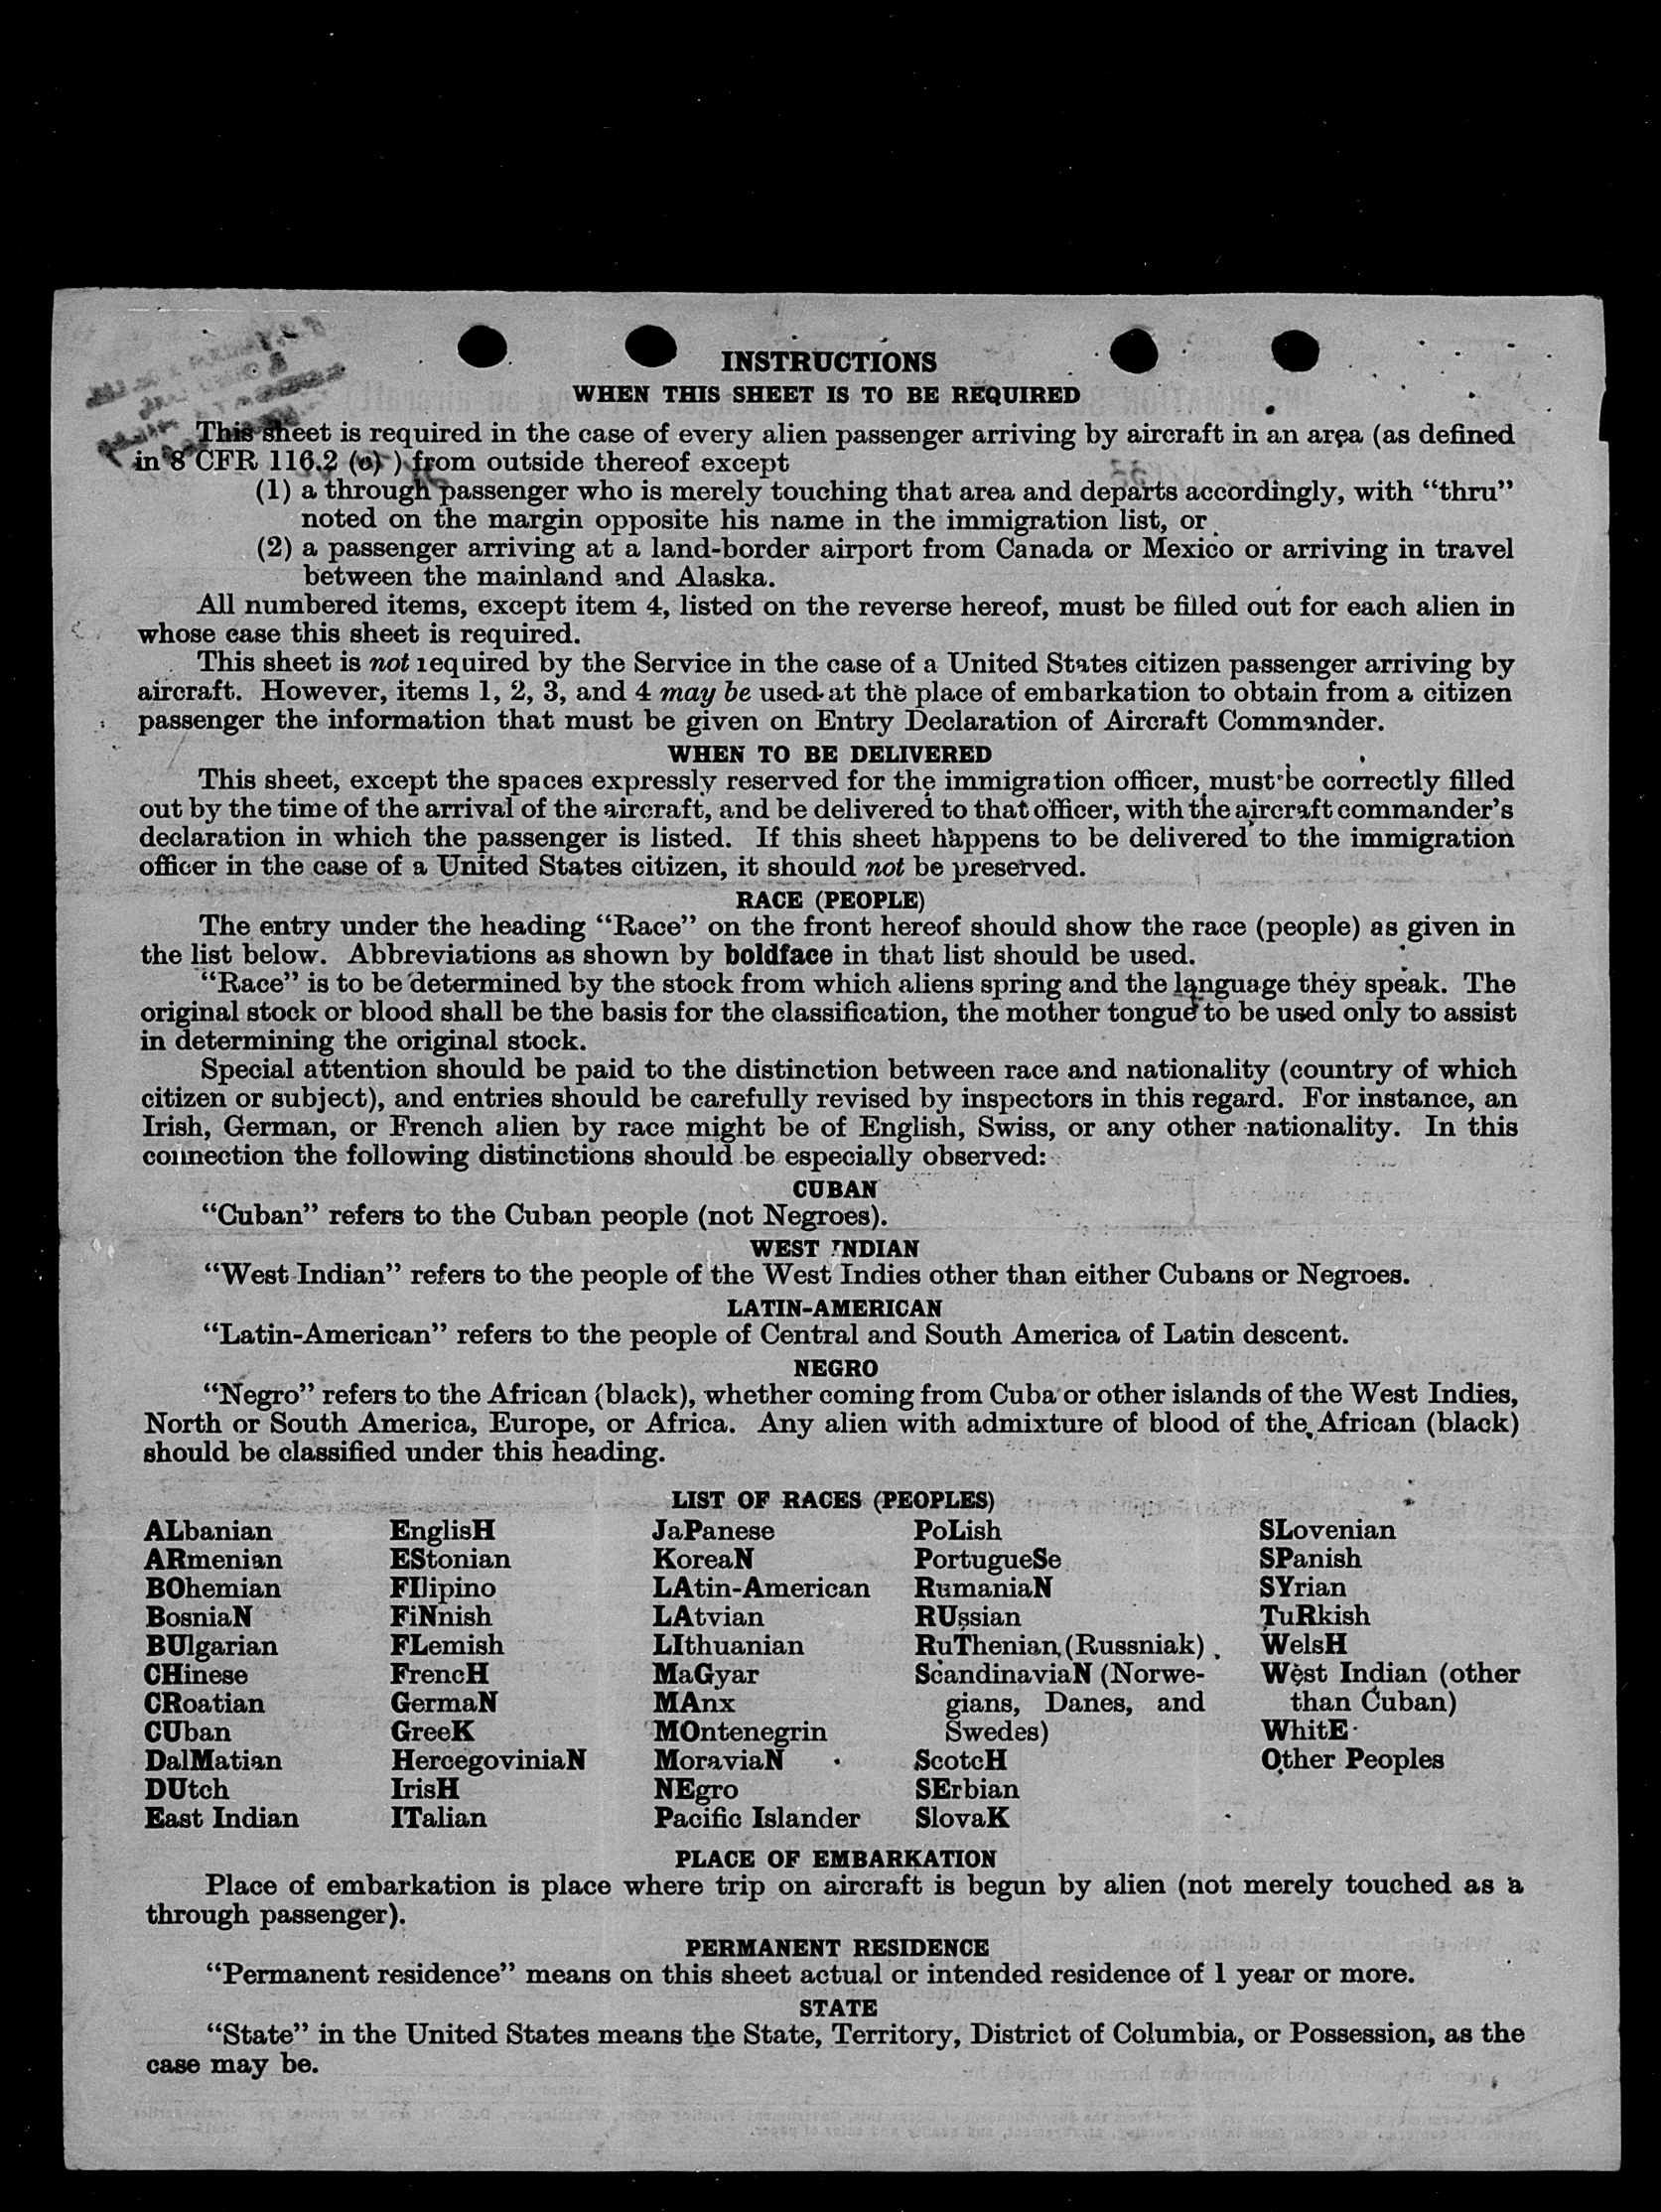 INSTRUCTIONS
WHEN THIS SHEET IS TO BE REQUIRED
This sheet is required in the case of every alien passenger arriving by aircraft in an area (as defined
in 8 CFR 116.2 (c) ) from outside thereof except
(1) a through passenger who is merely touching that area and departs accordingly, with “thru”
noted on the margin opposite his name in the immigration list, or
(2) a passenger arriving at a land-border airport from Canada or Mexico or arriving in travel
between the mainland and Alaska.
All numbered items, except item 4, listed on the reverse hereof, must be filled out for each alien in
whose case this sheet is required.
This sheet is not required by the Service in the case of a United States citizen passenger arriving by
aircraft. However, items 1, 2, 3, and 4 may be used at the place of embarkation to obtain from a citizen
passenger the information that must be given on Entry Declaration of Aircraft Commander.
WHEN TO BE DELIVERED
This sheet, except the spaces expressly reserved for the immigration officer, must be correctly filled
out by the time of the arrival of the aircraft, and be delivered to that officer, with the aircraft commander’s
declaration in which the passenger is listed. If this sheet happens to be delivered to the immigration
officer in the case of a United States citizen, it should not be preserved.
RACE (PEOPLE)
The entry under the heading “Race” on the front hereof should show the race (people) as given in
the list below. Abbreviations as shown by boldface in that list should be used.
“Race” is to be determined by the stock from which aliens spring and the language they speak. The
original stock or blood shall be the basis for the classification, the mother tongue to be used only to assist
in determining the original stock.
Special attention should be paid to the distinction between race and nationality (country of which
citizen or subject), and entries should be carefully revised by inspectors in this regard. For instance, an
Irish, German, or French alien by race might be of English, Swiss, or any other nationality. In this
connection the following distinctions should be especially observed:
CUBAN
“Cuban” refers to the Cuban people (not Negroes).
WEST INDIAN
“West Indian” refers to the people of the West Indies other than either Cubans or Negroes.
LATIN-AMERICAN
“Latin-American” refers to the people of Central and South America of Latin descent.
NEGRO
“Negro” refers to the African (black), whether coming from Cuba or other islands of the West Indies,
North or South America, Europe, or Africa. Any alien with admixture of blood of the African (black)
should be classified under this heading.
LIST OF RACES (PEOPLES)
ALbanian
ARmenian
BOhemian
BosniaN
BUlgarian
CHinese
CRoatian
CUban
DalMatian
DUtch
East Indian
EnglisH
EStonian
FIlipino
FiNnish
FLemish
FrencH
GermaN
GreeK
HercegoviniaN
IrisH
ITalian
JaPanese
KoreaN
LAtin-American
LAtvian
LIthuanian
MaGyar
MAnx
MOntenegrin
MoraviaN
NEgro
Pacific Islander
PoLish
PortugueSe
RumaniaN
RUssian
RuThenian (Russniak)
ScandinaviaN (Norwe-
gians, Danes, and
Swedes)
ScotcH
SErbian
SlovaK
SLovenian
SPanish
SYrian
TuRkish
WelsH
West Indian (other
than Cuban)
WhitE
Other Peoples
PLACE OF EMBARKATION
Place of embarkation is place where trip on aircraft is begun by alien (not merely touched as a
through passenger).
PERMANENT RESIDENCE
“Permanent residence” means on this sheet actual or intended residence of 1 year or more.
STATE
“State” in the United States means the State, Territory, District of Columbia, or Possession, as the
case may be.